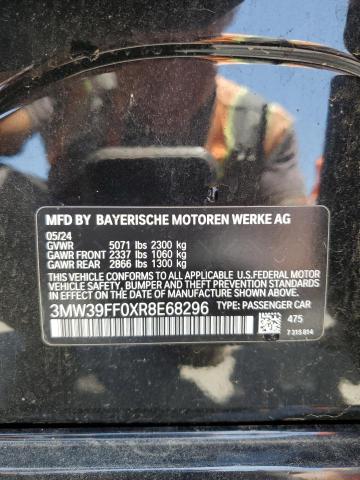 MFD BY BAYERISCHE MOTOREN WERKE AG
05/24
GVWR 5071 lbs 2300 kg
GAWR FRONT 2337 lbs 1060 kg
GAWR REAR 2866 lbs 1300 kg
THIS VEHICLE CONFORMS TO ALL APPLICABLE U.S.FEDERAL MOTOR
VEHICLE SAFETY, BUMPER AND THEFT PREVENTION STANDARDS IN
EFFECT ON THE DATE OF MANUFACTURE SHOWN ABOVE.
3MW39FF0XR8E68296 TYPE: PASSENGER CAR
475
7 315 814